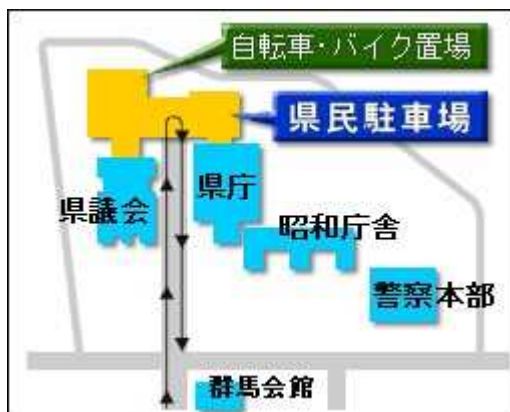 自転車・バイク置場
県民駐車場
県庁
県議会
昭和庁舎
警察本部
群馬会館